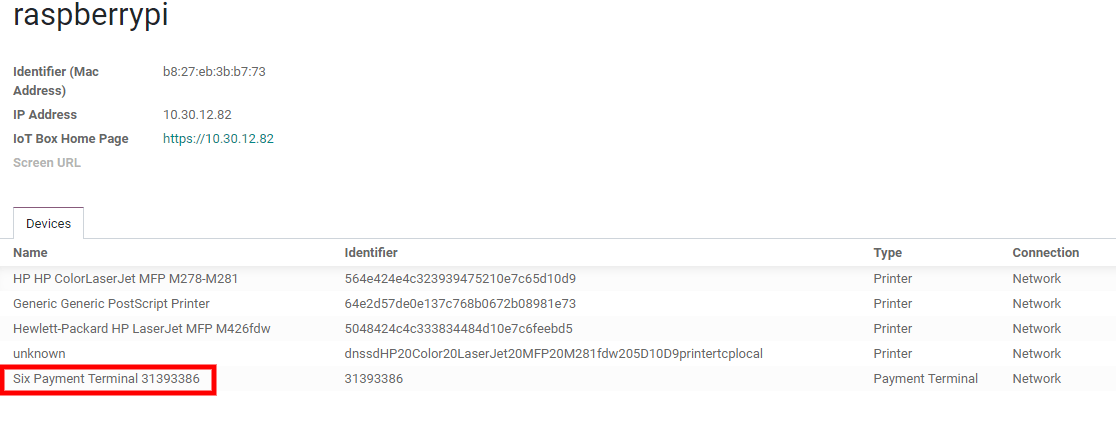 raspberrypi
Identifier (Mac
Address)
b8:27:eb:3b:b7:73
IP Address 10.30.12.82
IoT Box Home Page https://10.30.12.82
Screen URL
Devices
Name Identifier Type Connection
HP HP ColorLaserJet MFP M278-M281 564e424e4c323939475210e7c65d10d9 Printer Network
Generic Generic PostScript Printer 64e2d57de0e137c768b0672b08981e73 Printer Network
Hewlett-Packard HP LaserJet MFP M426fdw 5048424c4c333834484d10e7c6feebd5 Printer Network
unknown dnssdHP20Color20LaserJet20MFP20M281fdw205D10D9printertcplocal Printer Network
Six Payment Terminal 31393386 31393386 Payment Terminal Network